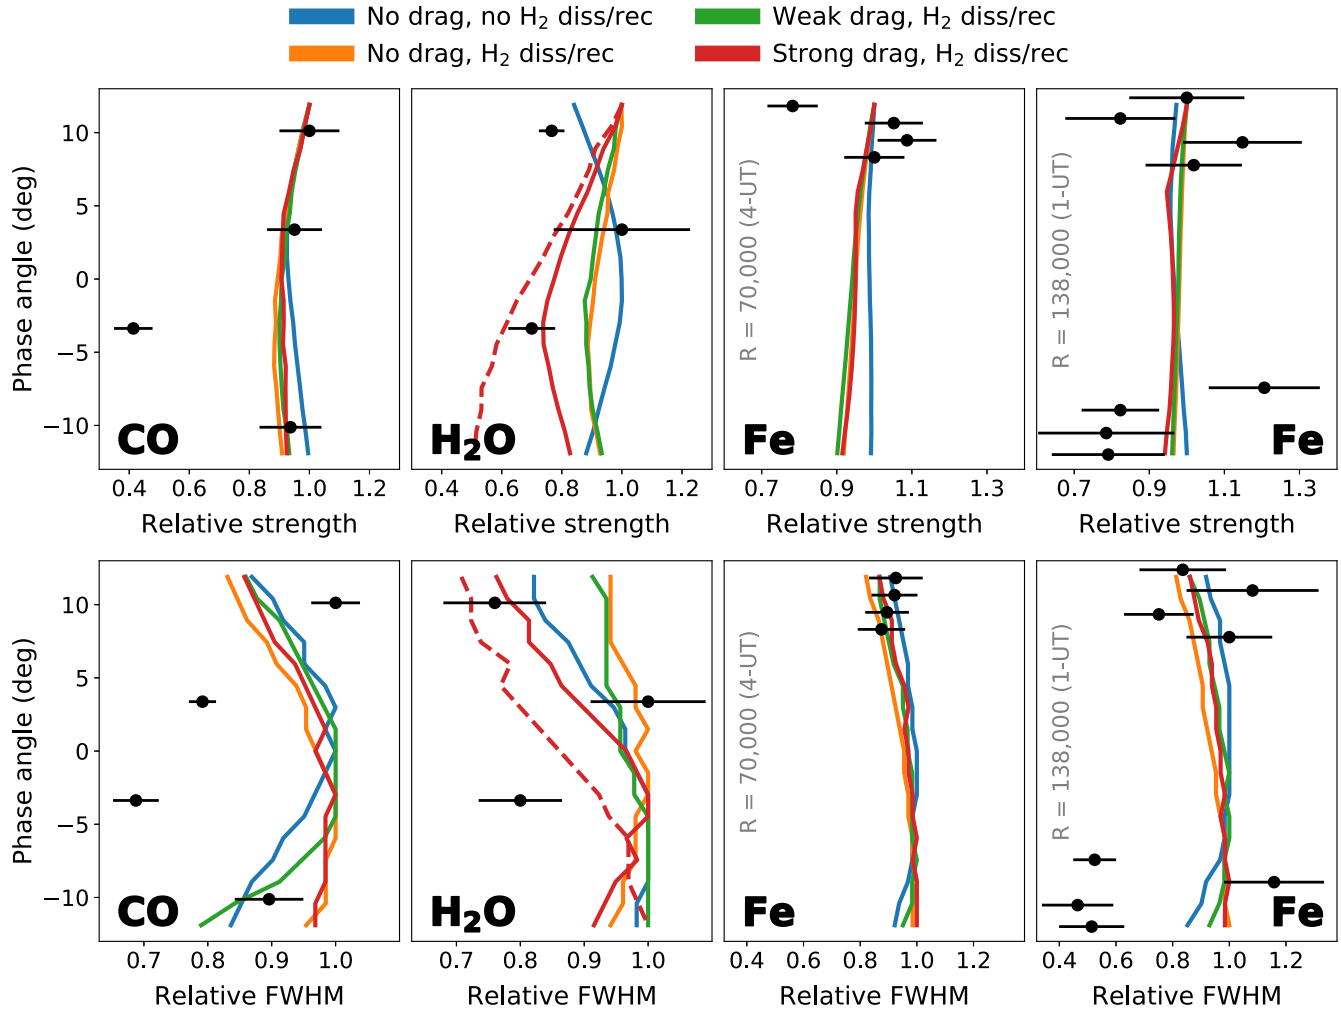 No drag, no H₂ diss/rec
Weak drag, H₂ diss/rec
No drag, H₂ diss/rec
Strong drag, H₂ diss/rec
Phase angle (deg)
10
5
0
−5
−10
CO
H₂O
R = 70,000 (4-UT)
Fe
R = 138,000 (1-UT)
Fe
0.4 0.6 0.8 1.0 1.2
0.4 0.6 0.8 1.0 1.2
0.7 0.9 1.1 1.3
0.7 0.9 1.1 1.3
Relative strength
Relative strength
Relative strength
Relative strength
Phase angle (deg)
10
5
0
−5
−10
CO
H₂O
R = 70,000 (4-UT)
Fe
R = 138,000 (1-UT)
Fe
0.7 0.8 0.9 1.0
0.7 0.8 0.9 1.0
0.4 0.6 0.8 1.0 1.2
0.4 0.6 0.8 1.0 1.2
Relative FWHM
Relative FWHM
Relative FWHM
Relative FWHM